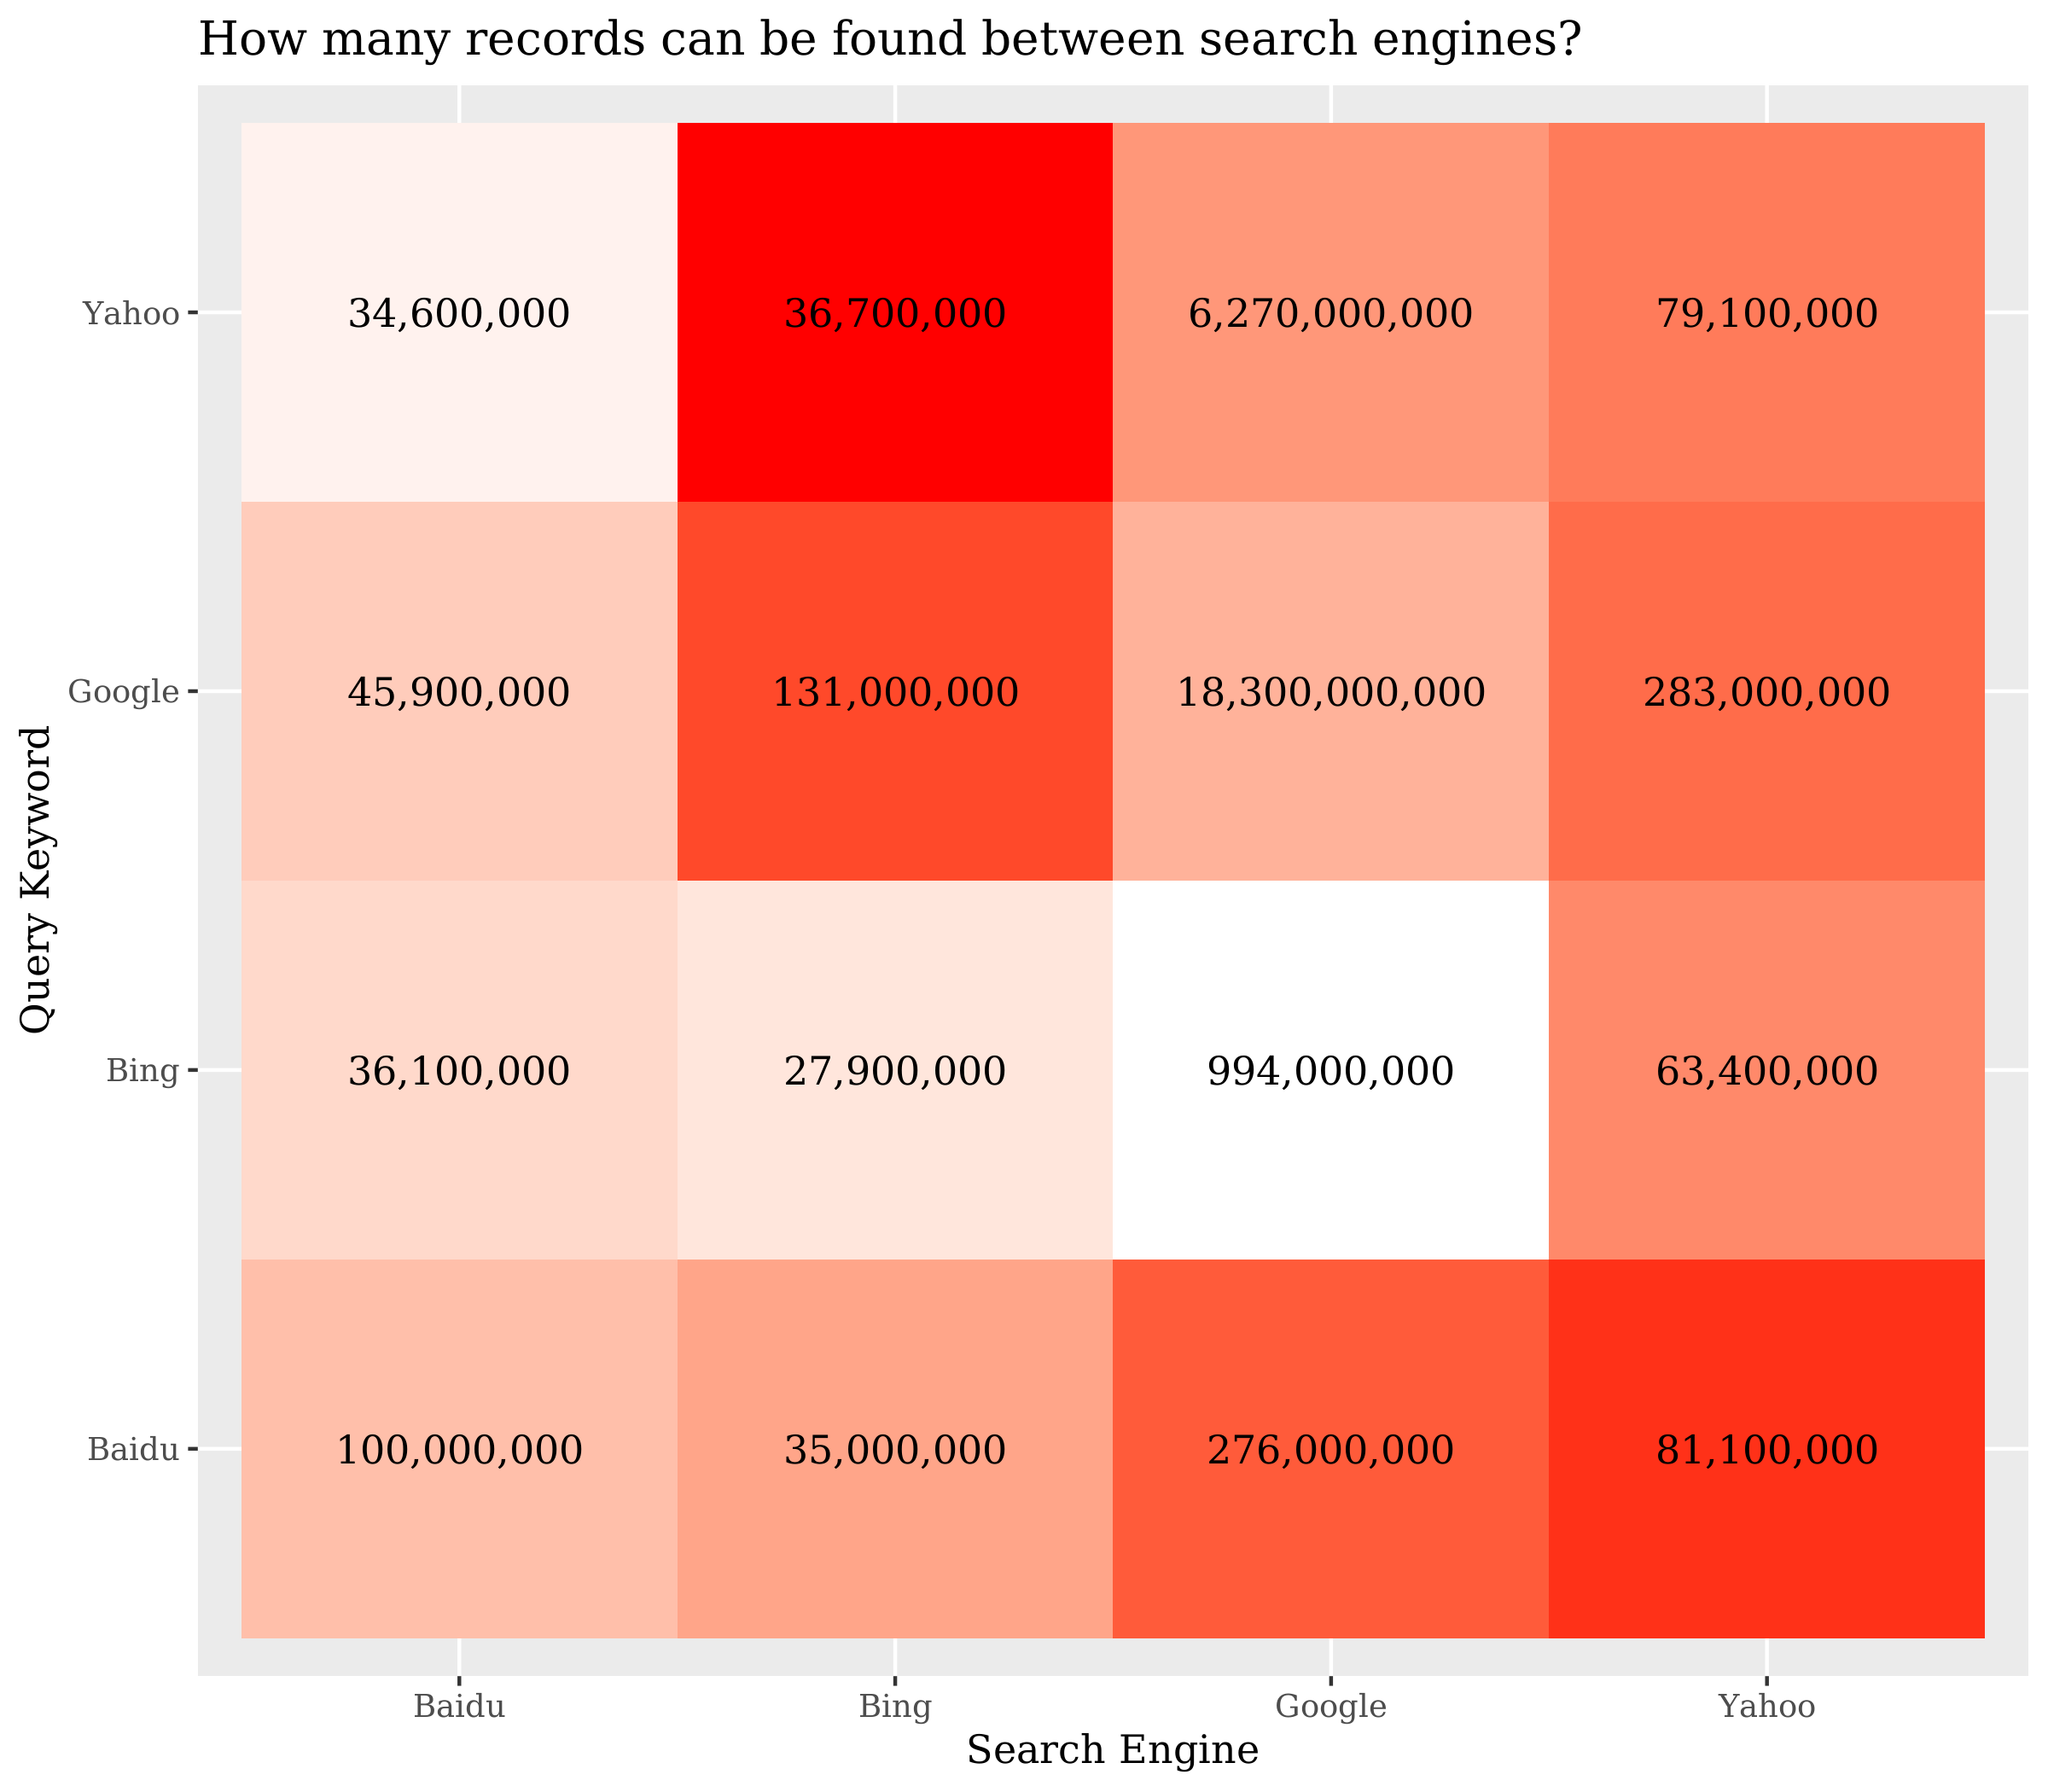 How many records can be found between search engines?
Yahoo
34,600,000
36,700,000
6,270,000,000
79,100,000
Google
45,900,000
131,000,000
18,300,000,000
283,000,000
Query Keyword
Bing
36,100,000
27,900,000
994,000,000
63,400,000
Baidu
100,000,000
35,000,000
276,000,000
81,100,000
Baidu
Bing
Google
Yahoo
Search Engine